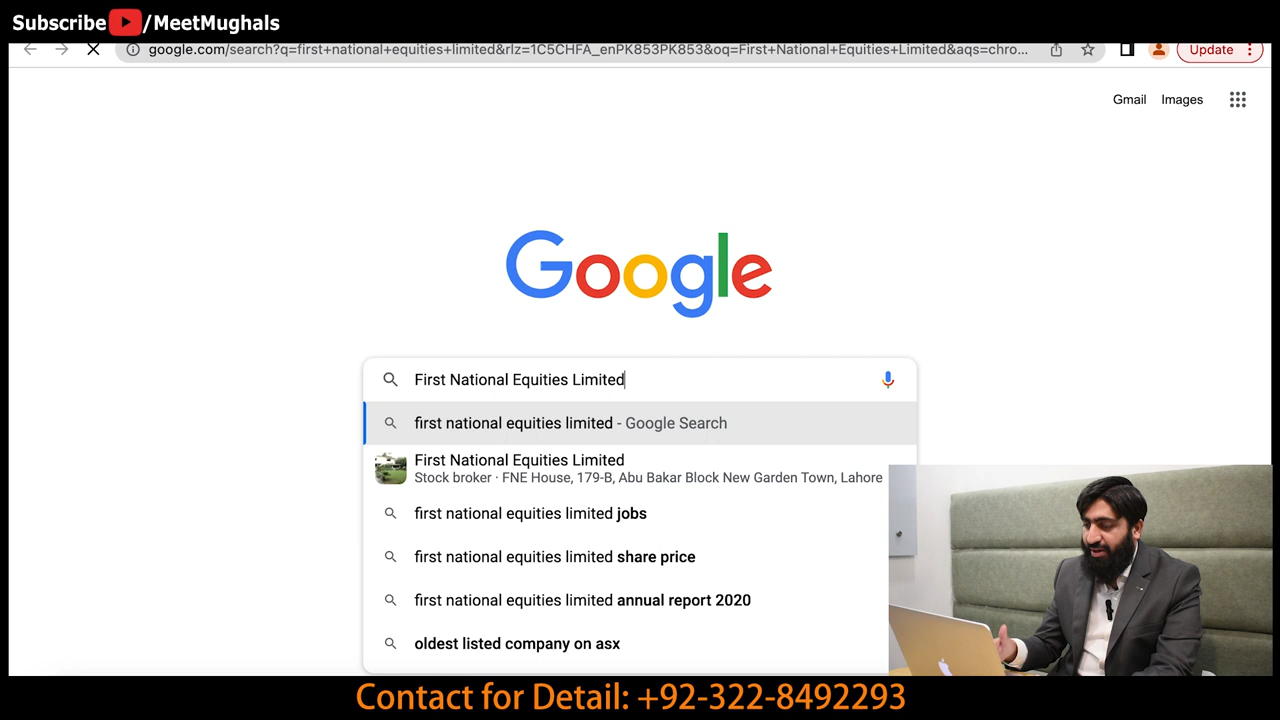 Subscribe /MeetMughals
google.com/search?q=first+national+equities+limited&rlz=1C5CHFA_enPK853PK853&oq=First+National+Equities+Limited&aqs=chro...
Update
Gmail Images
Google
First National Equities Limited
first national equities limited - Google Search
First National Equities Limited
Stock broker · FNE House, 179-B, Abu Bakar Block New Garden Town, Lahore
first national equities limited jobs
first national equities limited share price
first national equities limited annual report 2020
oldest listed company on asx
Contact for Detail: +92-322-8492293